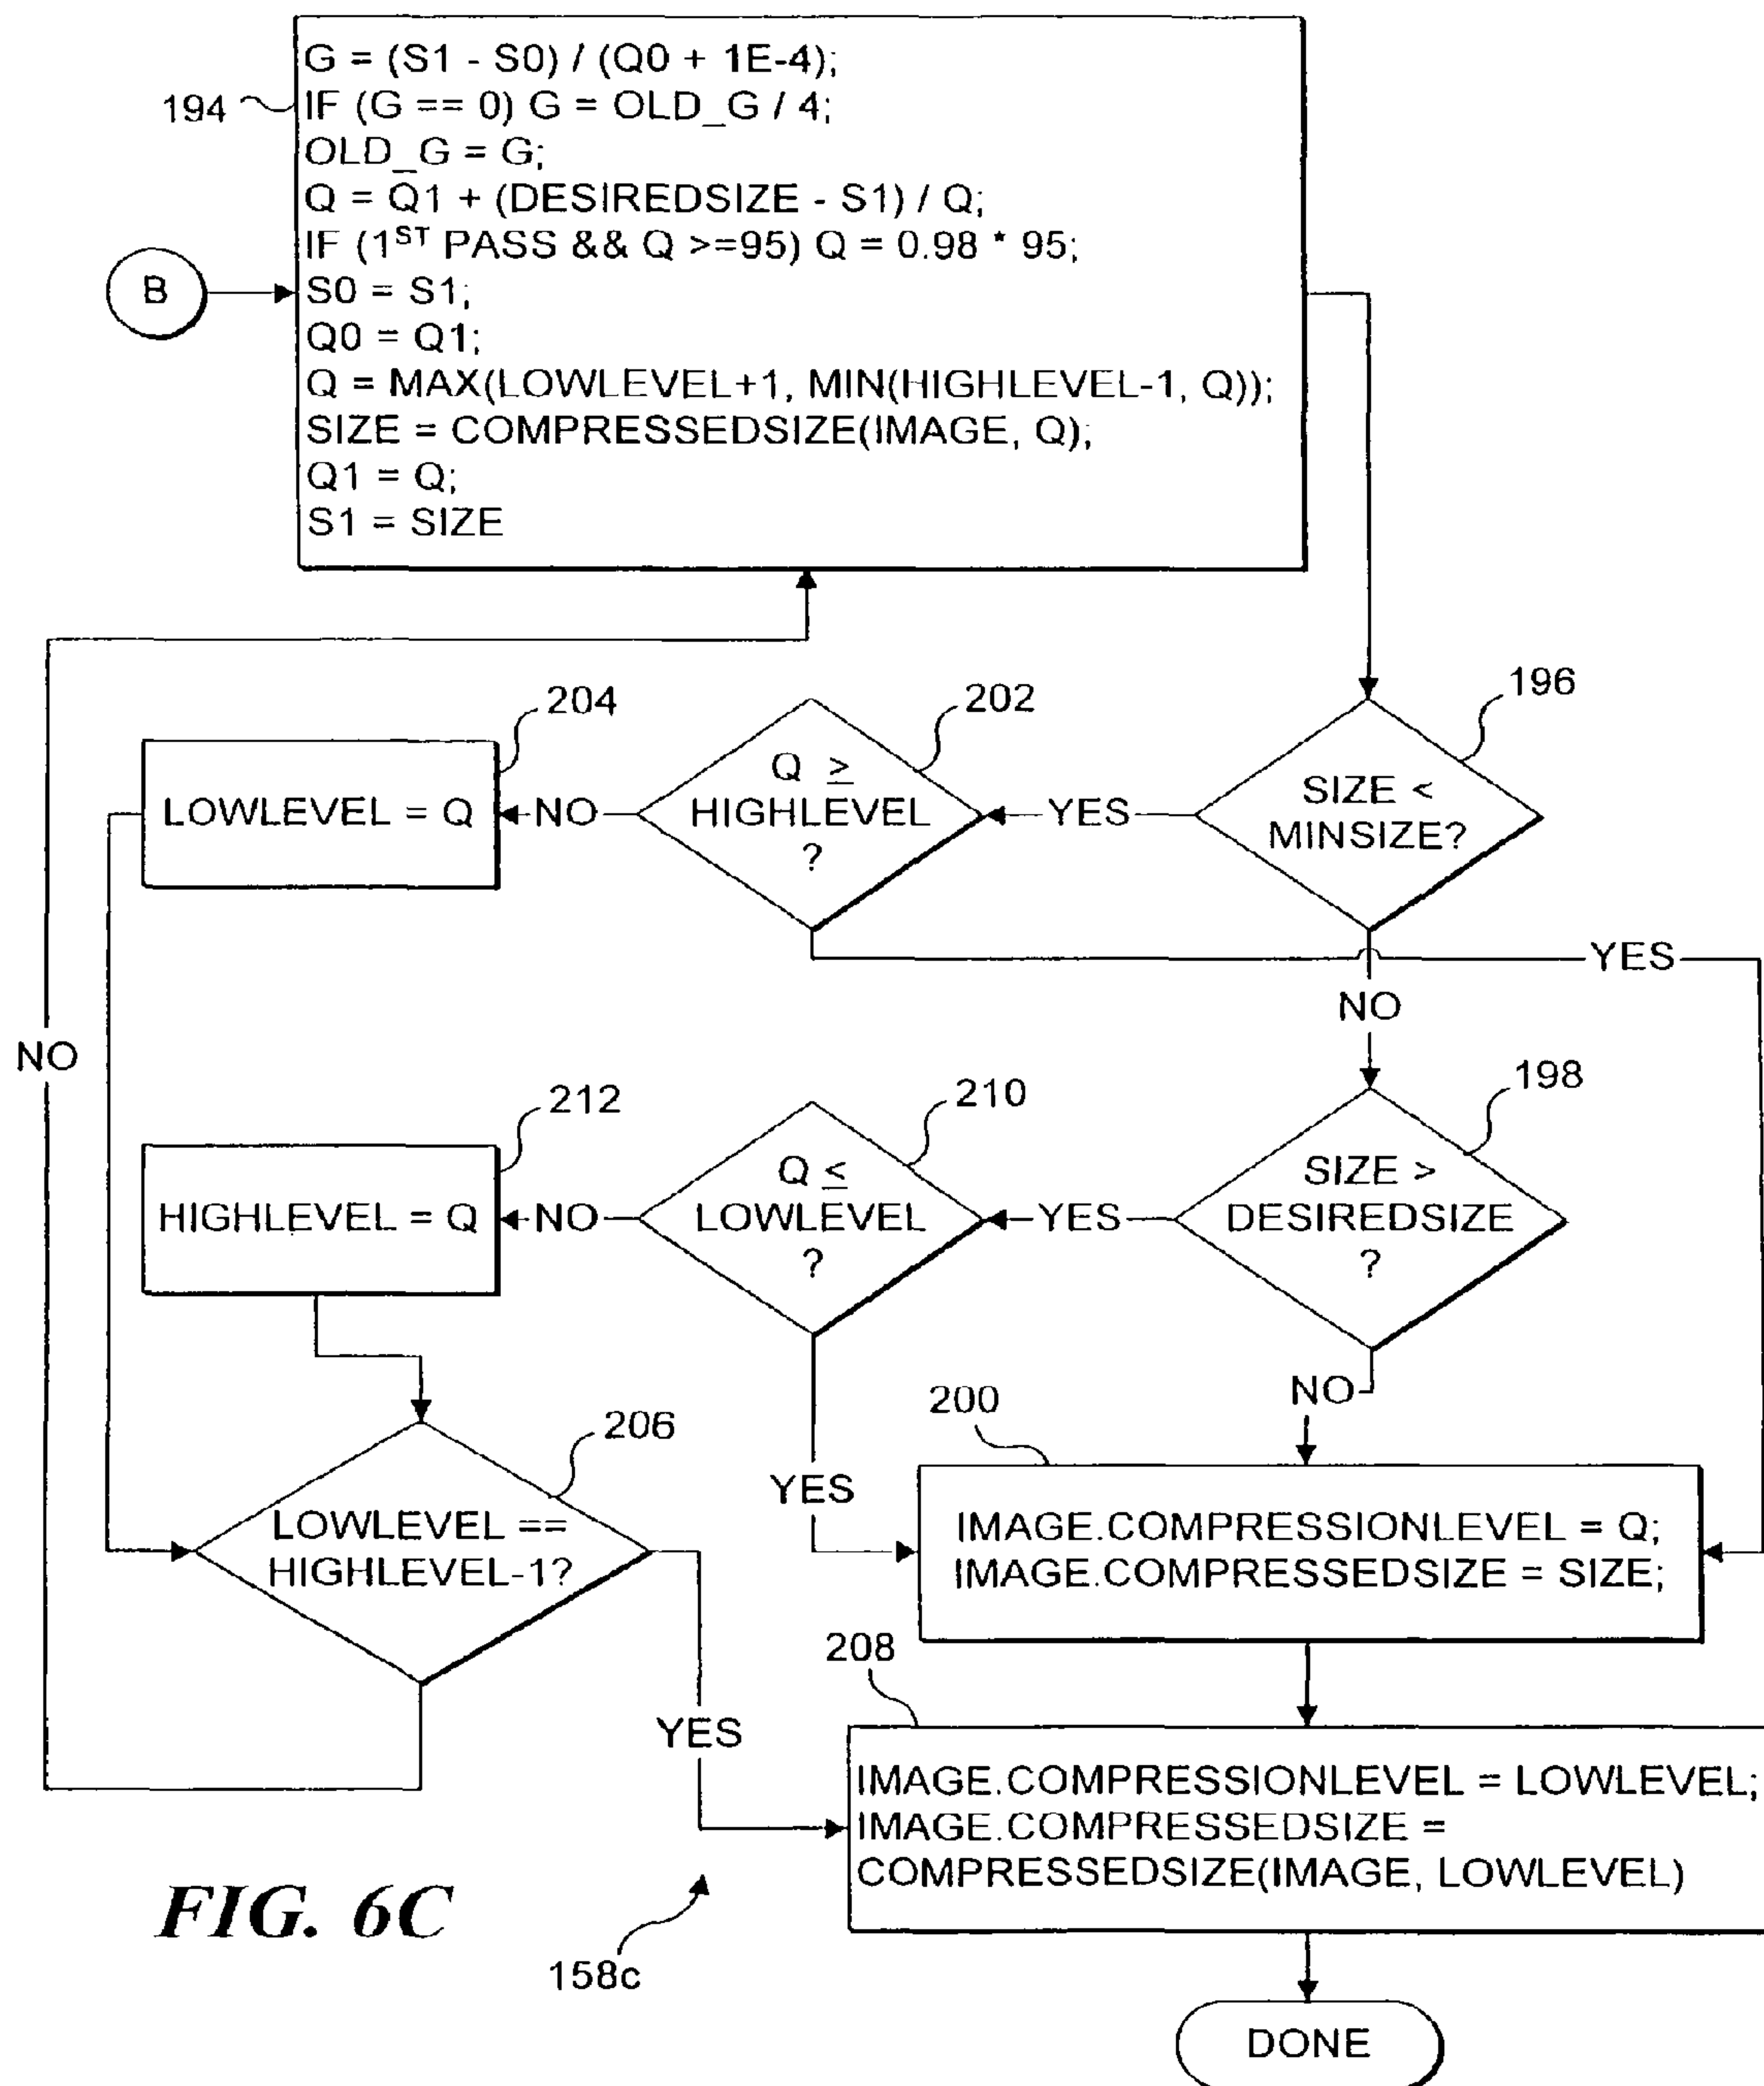 G = (S1 - S0) / (Q0 + 1E-4);
194
IF (G == 0) G = OLD_G / 4;
OLD_G = G;
Q = Q1 + (DESIREDSIZE - S1) / Q;
IF (1ST PASS && Q >=95) Q = 0.98 * 95;
B
S0 = S1;
Q0 = Q1;
Q = MAX(LOWLEVEL+1, MIN(HIGHLEVEL-1, Q));
SIZE = COMPRESSEDSIZE(IMAGE, Q);
Q1 = Q;
S1 = SIZE
196
SIZE <
MINSIZE?
YES
NO
202
Q ≥
HIGHLEVEL
?
NO
YES
204
LOWLEVEL = Q
198
SIZE >
DESIREDSIZE
?
YES
NO
210
Q ≤
LOWLEVEL
?
NO
YES
212
HIGHLEVEL = Q
206
LOWLEVEL ==
HIGHLEVEL-1?
NO
YES
200
IMAGE.COMPRESSIONLEVEL = Q;
IMAGE.COMPRESSEDSIZE = SIZE;
208
IMAGE.COMPRESSIONLEVEL = LOWLEVEL;
IMAGE.COMPRESSEDSIZE =
COMPRESSEDSIZE(IMAGE, LOWLEVEL)
DONE
158c
FIG. 6C